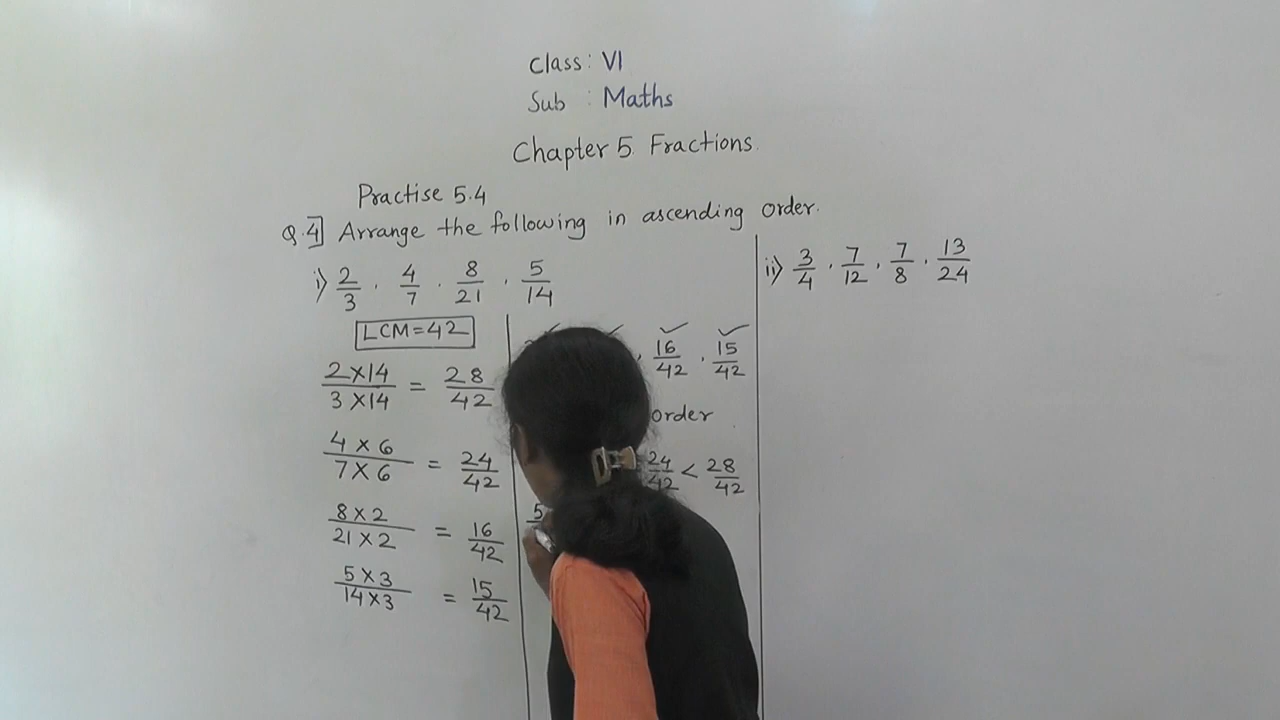 Class: VI
Sub : Maths
Chapter 5. Fractions.
Practise 5.4
Q.4] Arrange the following in ascending order.
i) 2/3 . 4/7 . 8/21 . 5/14
LCM=42
2×14/3×14 = 28/42
4×6/7×6 = 24/42
8×2/21×2 = 16/42
5×3/14×3 = 15/42
. 16/42 . 15/42
order
24/42 < 28/42
5
ii) 3/4 . 7/12 . 7/8 . 13/24